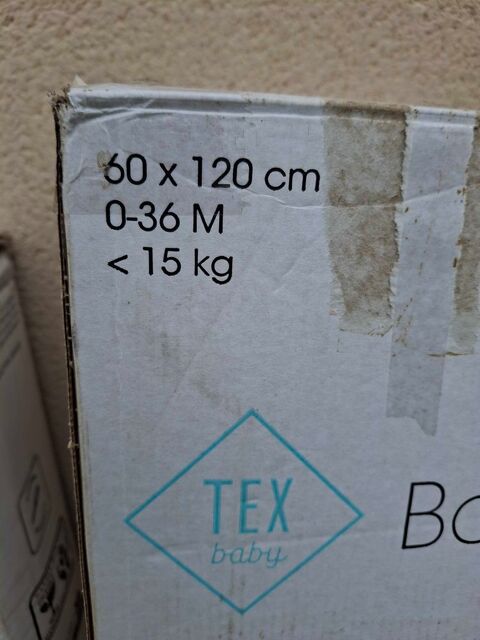 60 x 120 cm
0-36 M
< 15 kg
TEX
baby